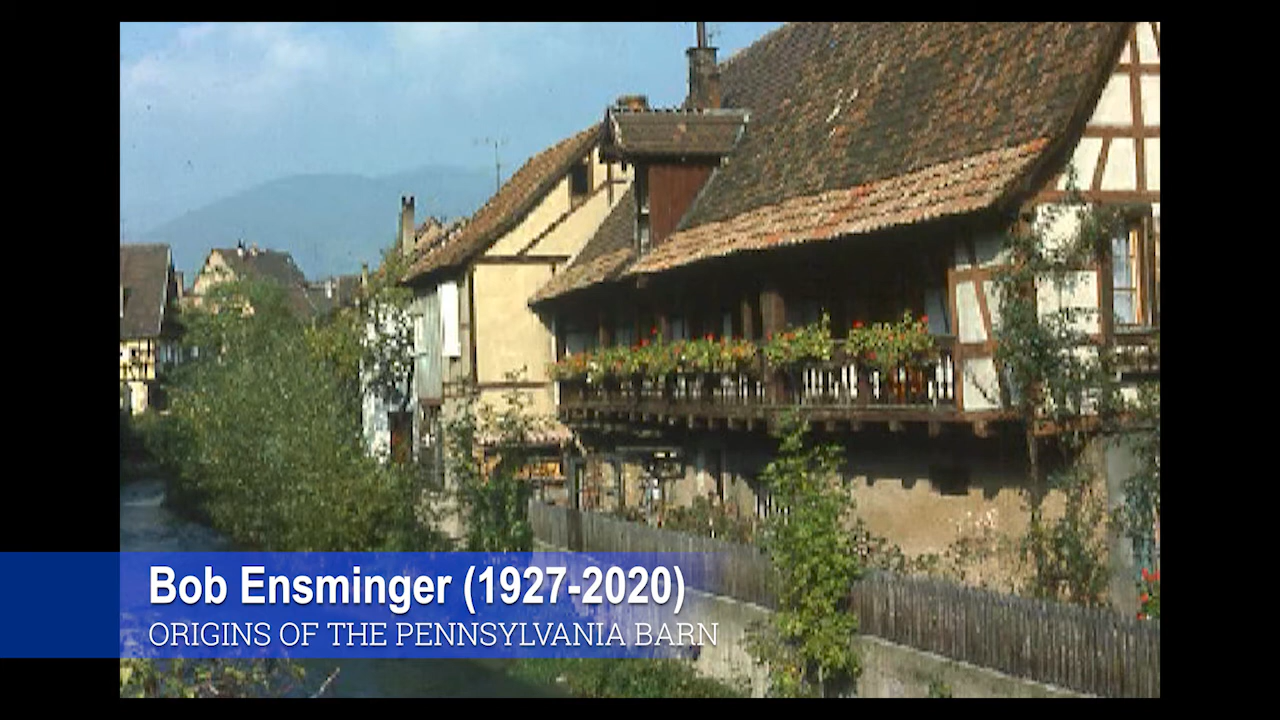 Bob Ensminger (1927-2020)
ORIGINS OF THE PENNSYLVANIA BARN